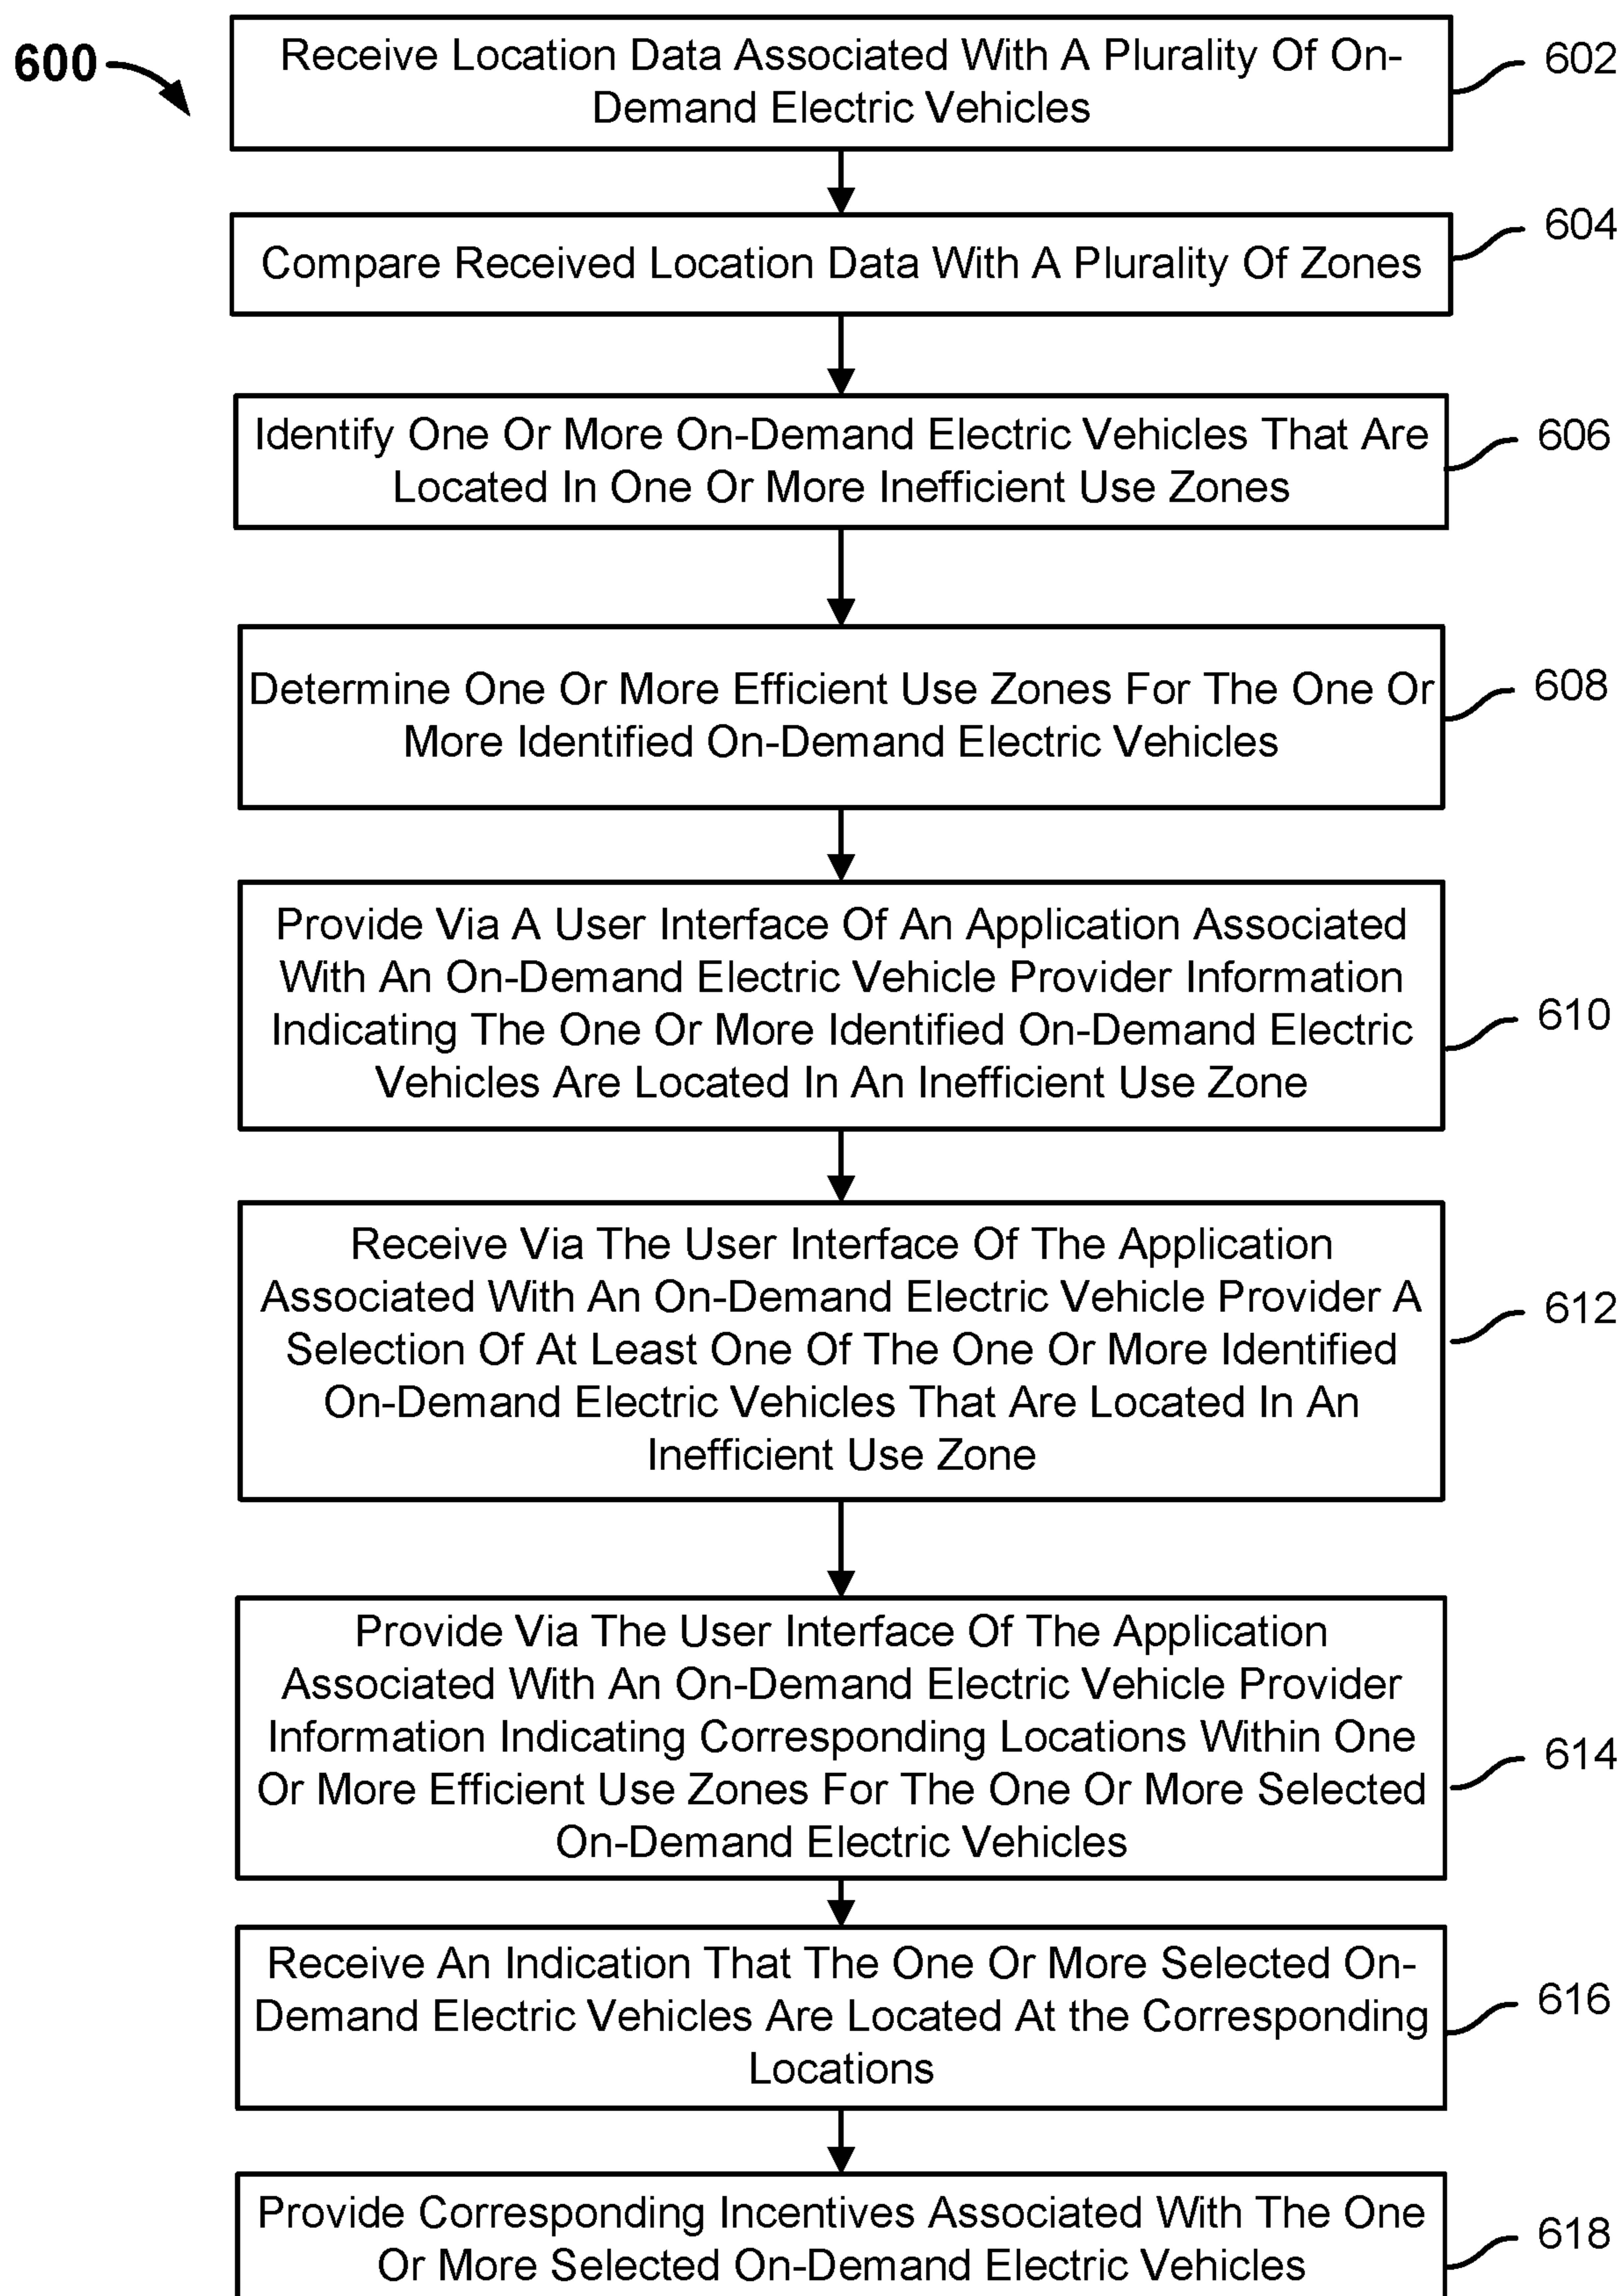 600
Receive Location Data Associated With A Plurality Of On-
Demand Electric Vehicles
602
Compare Received Location Data With A Plurality Of Zones
604
Identify One Or More On-Demand Electric Vehicles That Are
Located In One Or More Inefficient Use Zones
606
Determine One Or More Efficient Use Zones For The One Or
More Identified On-Demand Electric Vehicles
608
Provide Via A User Interface Of An Application Associated
With An On-Demand Electric Vehicle Provider Information
Indicating The One Or More Identified On-Demand Electric
Vehicles Are Located In An Inefficient Use Zone
610
Receive Via The User Interface Of The Application
Associated With An On-Demand Electric Vehicle Provider A
Selection Of At Least One Of The One Or More Identified
On-Demand Electric Vehicles That Are Located In An
Inefficient Use Zone
612
Provide Via The User Interface Of The Application
Associated With An On-Demand Electric Vehicle Provider
Information Indicating Corresponding Locations Within One
Or More Efficient Use Zones For The One Or More Selected
On-Demand Electric Vehicles
614
Receive An Indication That The One Or More Selected On-
Demand Electric Vehicles Are Located At the Corresponding
Locations
616
Provide Corresponding Incentives Associated With The One
Or More Selected On-Demand Electric Vehicles
618